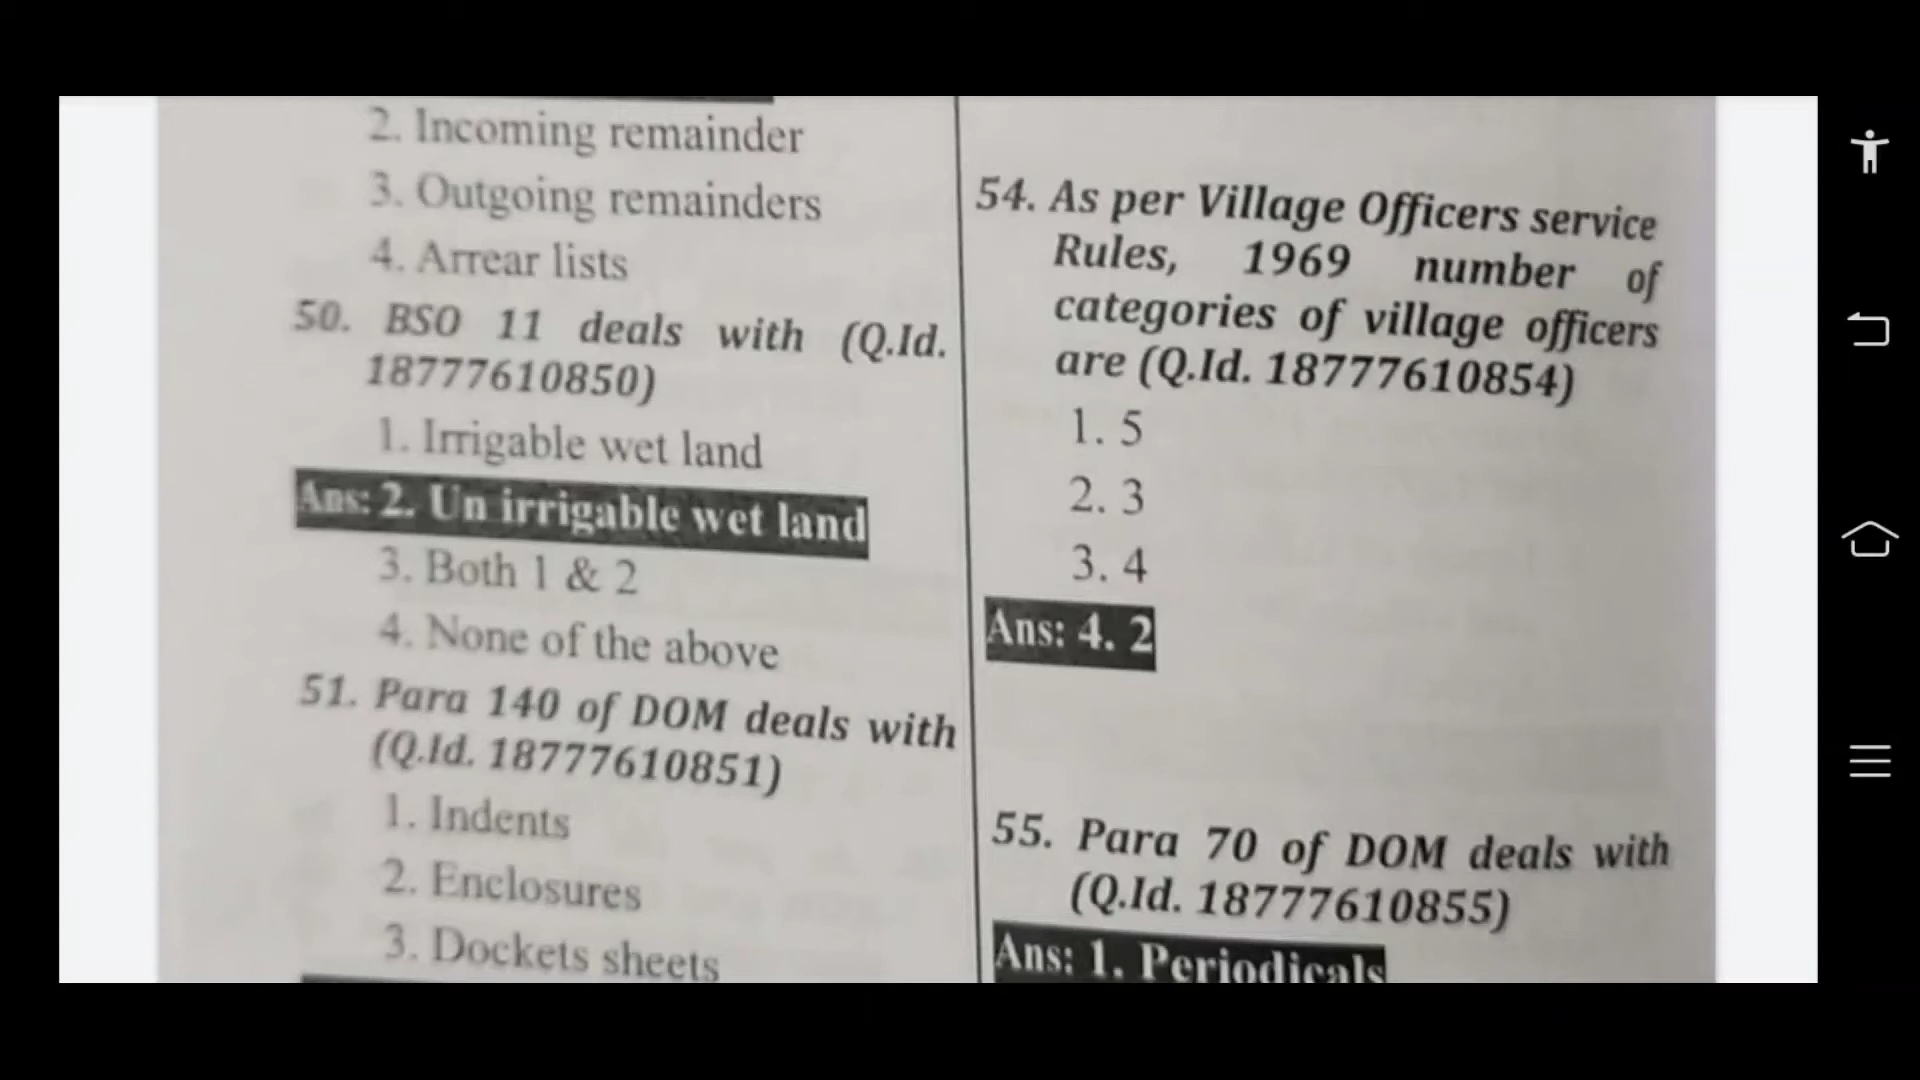 2. Incoming remainder
3. Outgoing remainders
4. Arrear lists
50. BSO 11 deals with (Q.Id.
18777610850)
1. Irrigable wet land
Ans: 2. Un irrigable wet land
3. Both 1 & 2
4. None of the above
51. Para 140 of DOM deals with
(Q.Id. 18777610851)
1. Indents
2. Enclosures
3. Dockets sheets
54. As per Village Officers service
Rules, 1969 number of
categories of village officers
are (Q.Id. 18777610854)
1. 5
2. 3
3. 4
Ans: 4. 2
55. Para 70 of DOM deals with
(Q.Id. 18777610855)
Ans: 1. Periodicals